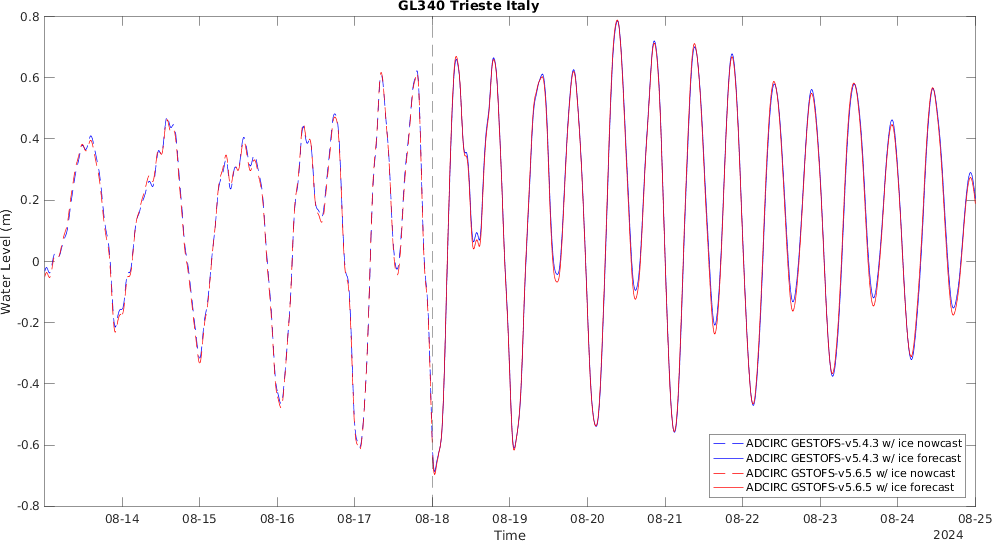 GL340 Trieste Italy
Water Level (m)
0.8
0.6
0.4
0.2
0
-0.2
-0.4
-0.6
-0.8
ADCIRC GESTOFS-v5.4.3 w/ ice nowcast
ADCIRC GESTOFS-v5.4.3 w/ ice forecast
ADCIRC GSTOFS-v5.6.5 w/ ice nowcast
ADCIRC GSTOFS-v5.6.5 w/ ice forecast
08-14 08-15 08-16 08-17 08-18 08-19 08-20 08-21 08-22 08-23 08-24 08-25
Time
2024